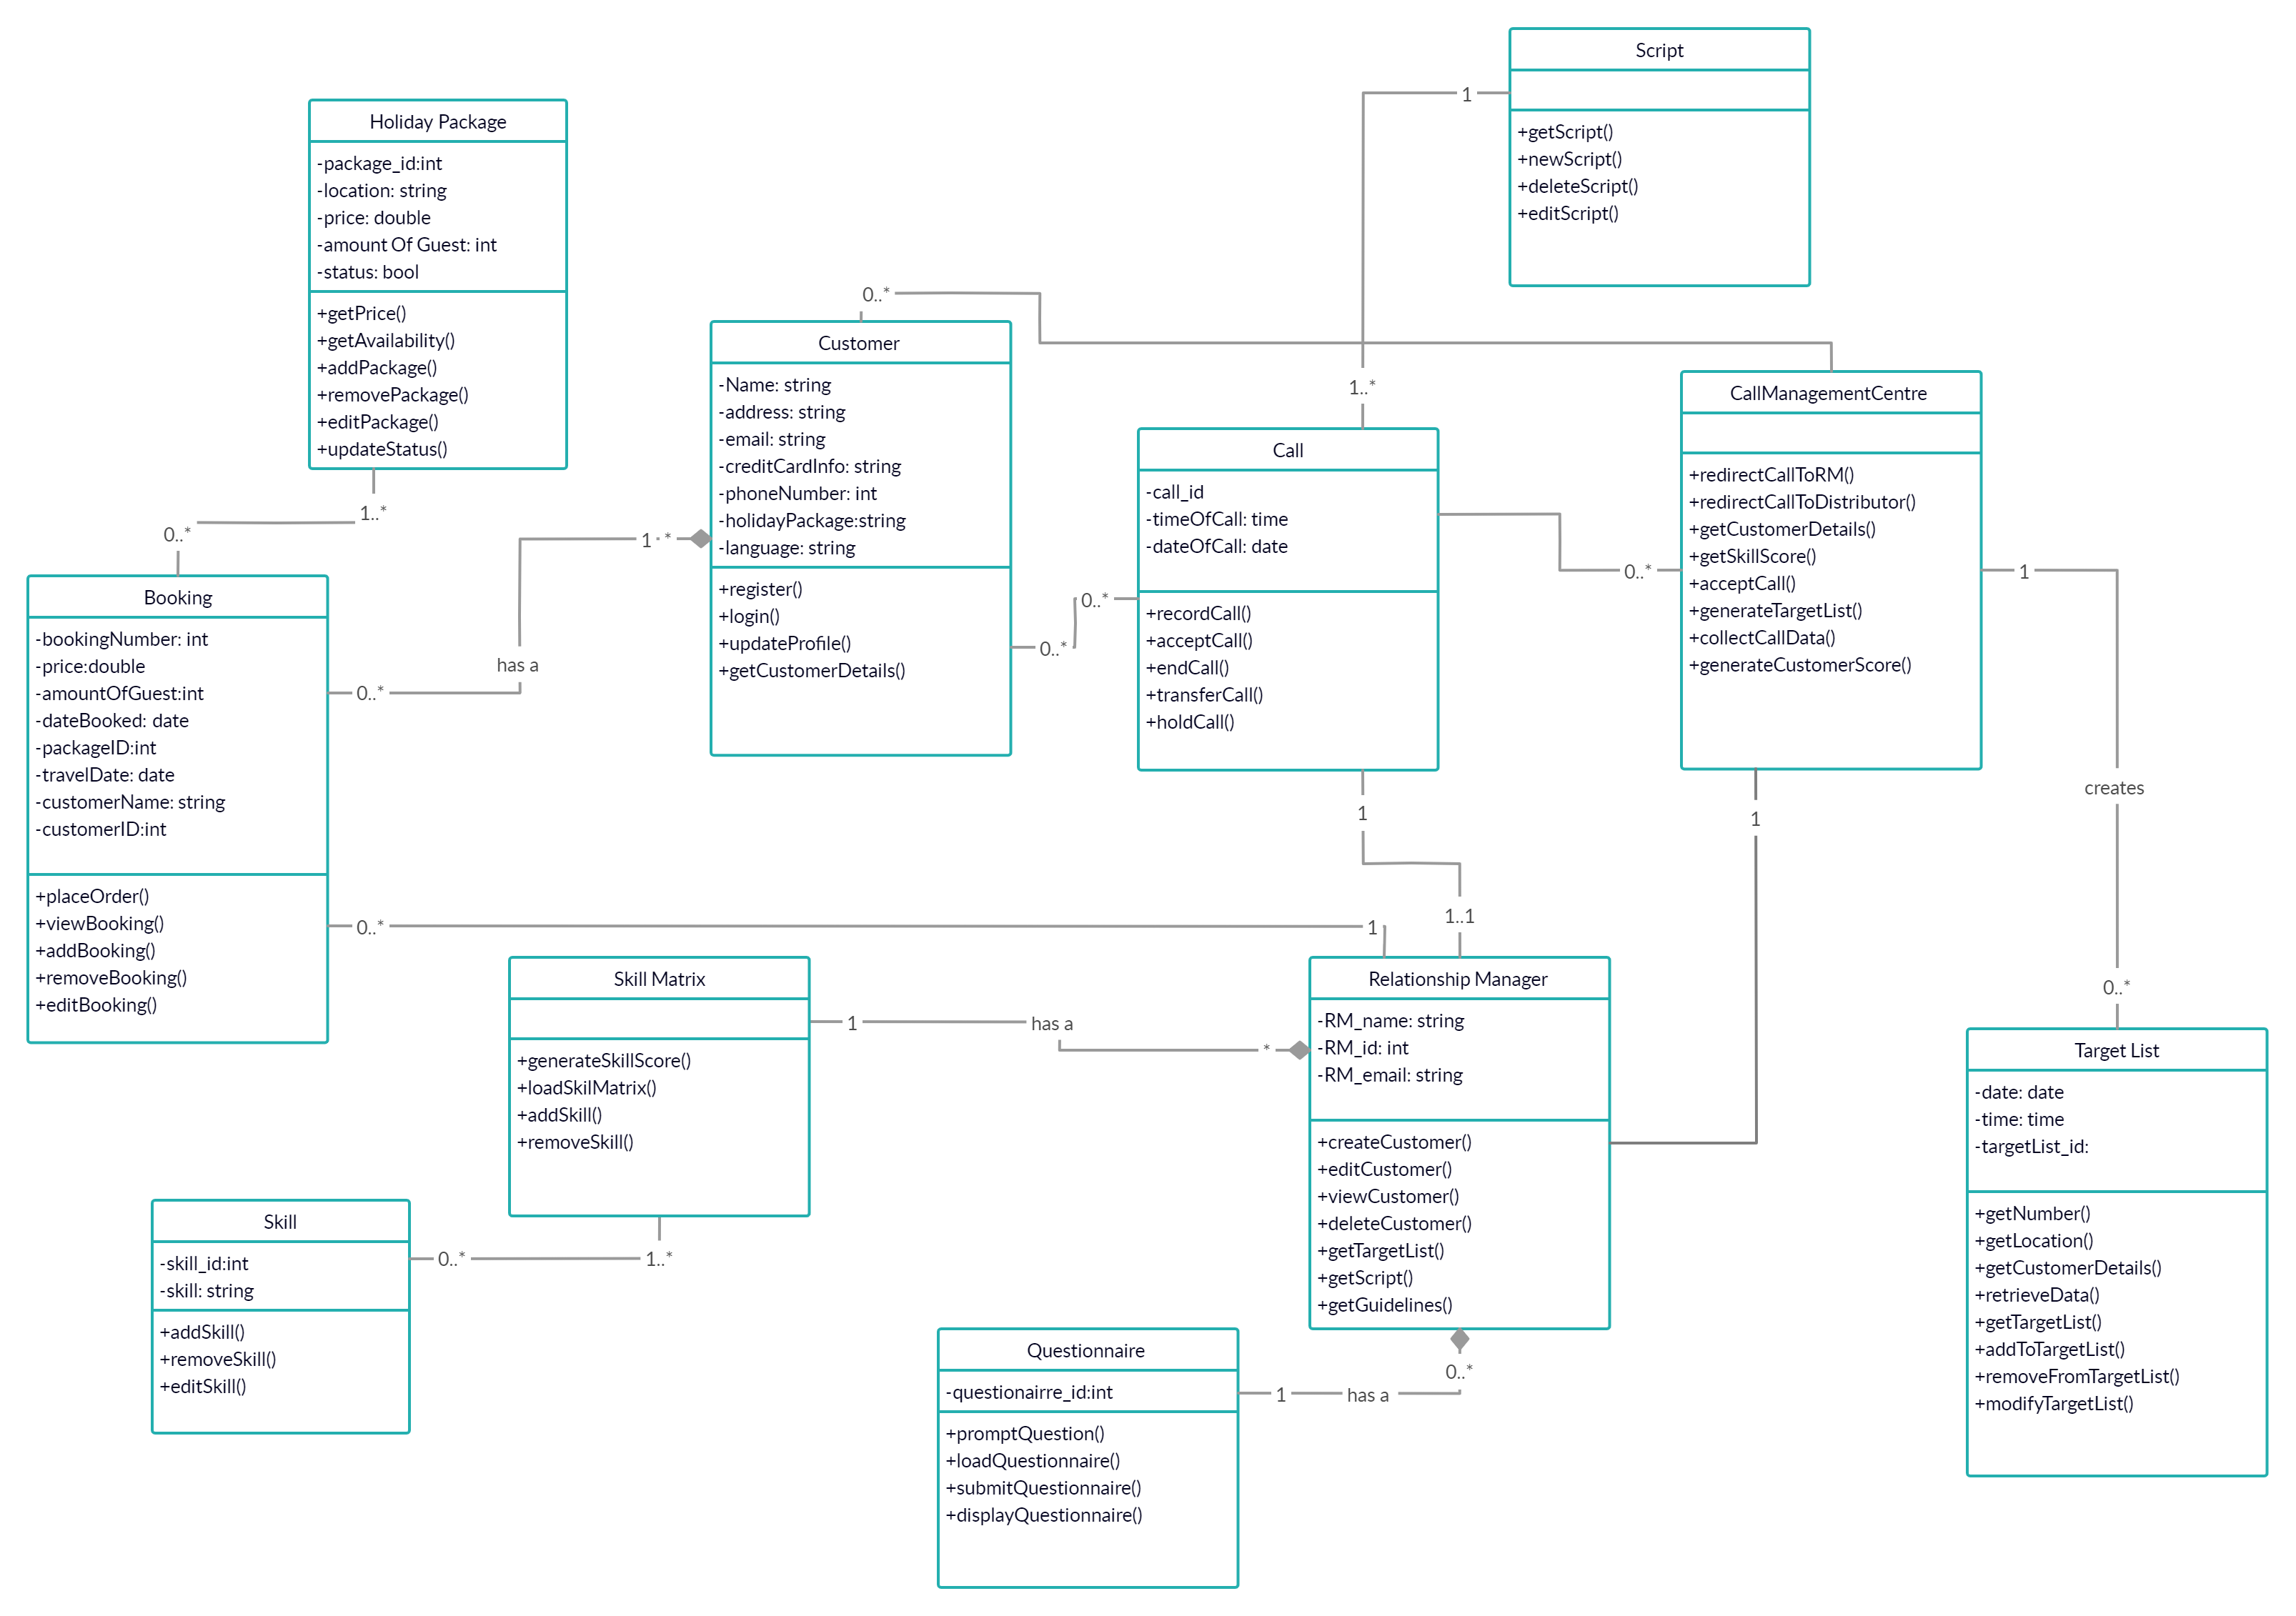 Script
+getScript()
+newScript()
+deleteScript()
+editScript()
1
1..*
Holiday Package
-package_id:int
-location: string
-price: double
-amount Of Guest: int
-status: bool
+getPrice()
+getAvailability()
+addPackage()
+removePackage()
+editPackage()
+updateStatus()
1..*
0..*
0..*
Customer
-Name: string
-address: string
-email: string
-creditCardInfo: string
-phoneNumber: int
-holidayPackage:string
-language: string
+register()
+login()
+updateProfile()
+getCustomerDetails()
1..*
has a
0..*
0..*
0..*
Call
-call_id
-timeOfCall: time
-dateOfCall: date
+recordCall()
+acceptCall()
+endCall()
+transferCall()
+holdCall()
0..*
CallManagementCentre
+redirectCallToRM()
+redirectCallToDistributor()
+getCustomerDetails()
+getSkillScore()
+acceptCall()
+generateTargetList()
+collectCallData()
+generateCustomerScore()
1
creates
0..*
1
1
1..1
Booking
-bookingNumber: int
-price:double
-amountOfGuest:int
-dateBooked: date
-packageID:int
-travelDate: date
-customerName: string
-customerID:int
+placeOrder()
+viewBooking()
+addBooking()
+removeBooking()
+editBooking()
0..*
1
Skill Matrix
+generateSkillScore()
+loadSkilMatrix()
+addSkill()
+removeSkill()
1
has a
*
Relationship Manager
-RM_name: string
-RM_id: int
-RM_email: string
+createCustomer()
+editCustomer()
+viewCustomer()
+deleteCustomer()
+getTargetList()
+getScript()
+getGuidelines()
Target List
-date: date
-time: time
-targetList_id:
+getNumber()
+getLocation()
+getCustomerDetails()
+retrieveData()
+getTargetList()
+addToTargetList()
+removeFromTargetList()
+modifyTargetList()
Skill
-skill_id:int
-skill: string
+addSkill()
+removeSkill()
+editSkill()
0..*
1..*
Questionnaire
-questionairre_id:int
+promptQuestion()
+loadQuestionnaire()
+submitQuestionnaire()
+displayQuestionnaire()
1
has a
0..*